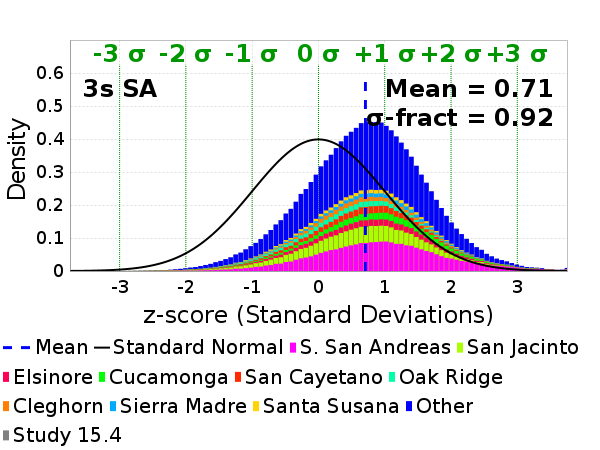 -3 σ -2 σ -1 σ 0 σ +1 σ +2 σ +3 σ
3s SA
Mean = 0.71
σ-fract = 0.92
Density
0.6
0.5
0.4
0.3
0.2
0.1
0
-3 -2 -1 0 1 2 3
z-score (Standard Deviations)
Mean Standard Normal S. San Andreas San Jacinto
Elsinore Cucamonga San Cayetano Oak Ridge
Cleghorn Sierra Madre Santa Susana Other
Study 15.4